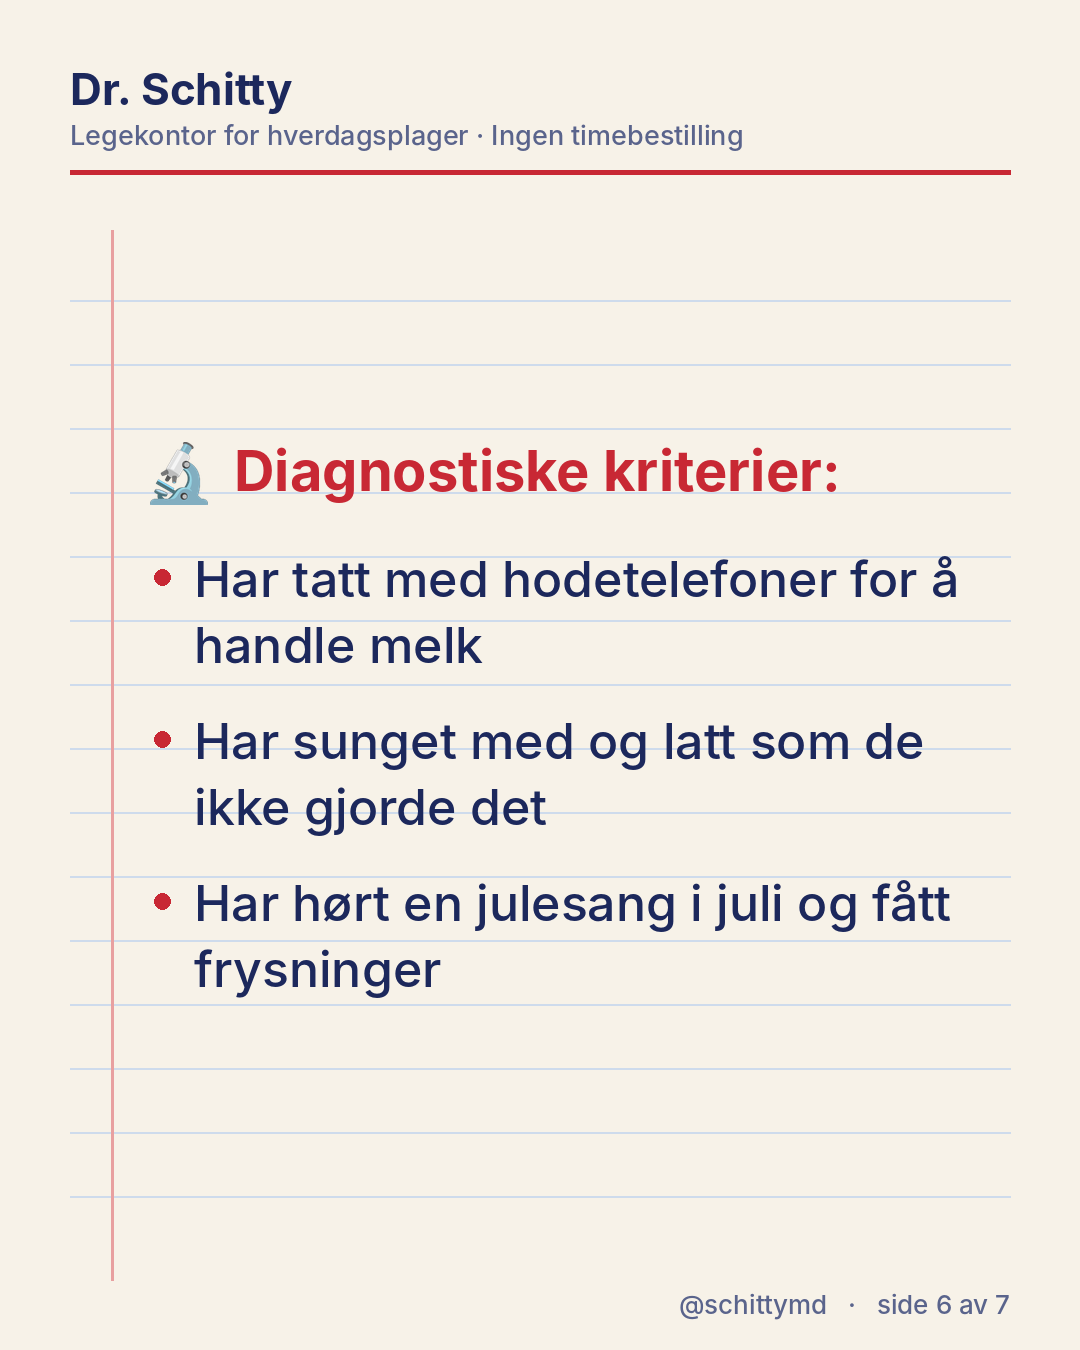 Dr. Schitty
Legekontor for hverdagsplager · Ingen timebestilling
🔬 Diagnostiske kriterier:
• Har tatt med hodetelefoner for å
handle melk
• Har sunget med og latt som de
ikke gjorde det
• Har hørt en julesang i juli og fått
frysninger
@schittymd · side 6 av 7